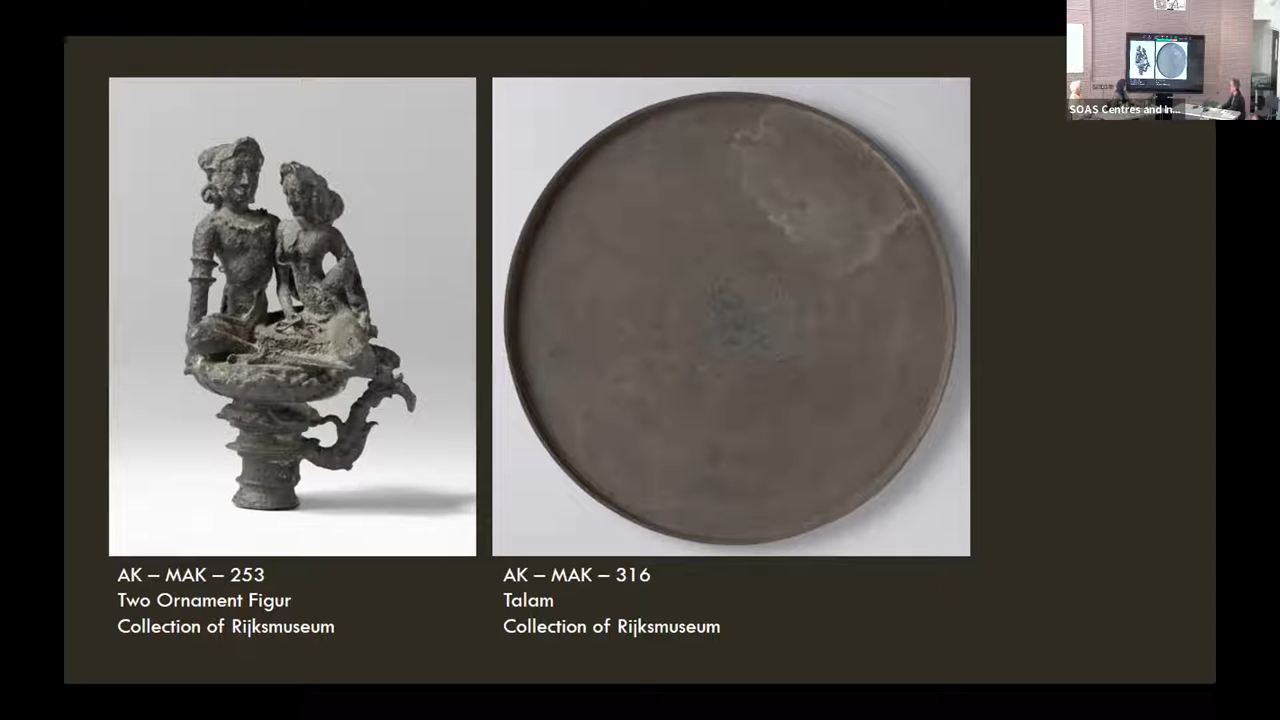 SOAS Centres and In...
AK – MAK – 253
Two Ornament Figur
Collection of Rijksmuseum
AK – MAK – 316
Talam
Collection of Rijksmuseum